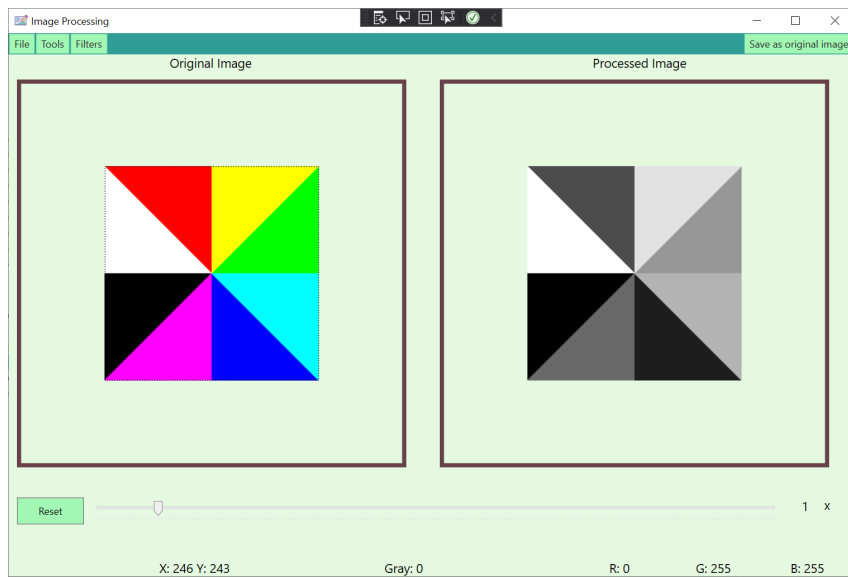 Image Processing
File Tools Filters Save as original image
Original Image Processed Image
Reset 1 x
X: 246 Y: 243 Gray: 0 R: 0 G: 255 B: 255